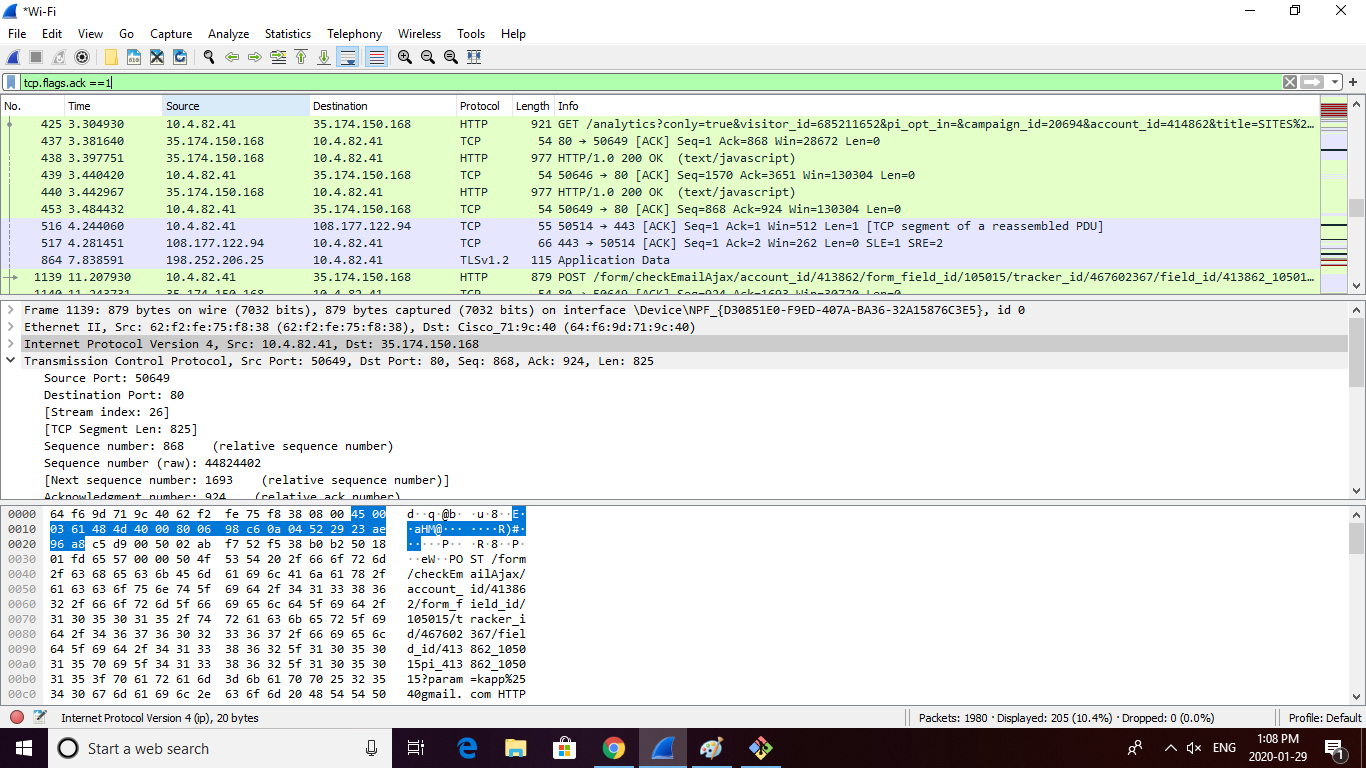 *Wi-Fi
File Edit View Go Capture Analyze Statistics Telephony Wireless Tools Help
tcp.flags.ack ==1
No. Time Source Destination Protocol Length Info
425 3.304930 10.4.82.41 35.174.150.168 HTTP 921 GET /analytics?conly=true&visitor_id=685211652&pi_opt_in=&campaign_id=20694&account_id=414862&title=SITES%2…
437 3.381640 35.174.150.168 10.4.82.41 TCP 54 80 → 50649 [ACK] Seq=1 Ack=868 Win=28672 Len=0
438 3.397751 35.174.150.168 10.4.82.41 HTTP 977 HTTP/1.0 200 OK (text/javascript)
439 3.440420 10.4.82.41 35.174.150.168 TCP 54 50646 → 80 [ACK] Seq=1570 Ack=3651 Win=130304 Len=0
440 3.442967 35.174.150.168 10.4.82.41 HTTP 977 HTTP/1.0 200 OK (text/javascript)
453 3.484432 10.4.82.41 35.174.150.168 TCP 54 50649 → 80 [ACK] Seq=868 Ack=924 Win=130304 Len=0
516 4.244060 10.4.82.41 108.177.122.94 TCP 55 50514 → 443 [ACK] Seq=1 Ack=1 Win=512 Len=1 [TCP segment of a reassembled PDU]
517 4.281451 108.177.122.94 10.4.82.41 TCP 66 443 → 50514 [ACK] Seq=1 Ack=2 Win=262 Len=0 SLE=1 SRE=2
864 7.838591 198.252.206.25 10.4.82.41 TLSv1.2 115 Application Data
1139 11.207930 10.4.82.41 35.174.150.168 HTTP 879 POST /form/checkEmailAjax/account_id/413862/form_field_id/105015/tracker_id/467602367/field_id/413862_10501…
1140 11.243731 35.174.150.168 10.4.82.41 TCP 54 80 → 50649 [ACK] Seq=924 Ack=1693 Win=30720 Len=0
Frame 1139: 879 bytes on wire (7032 bits), 879 bytes captured (7032 bits) on interface \Device\NPF_{D30851E0-F9ED-407A-BA36-32A15876C3E5}, id 0
Ethernet II, Src: 62:f2:fe:75:f8:38 (62:f2:fe:75:f8:38), Dst: Cisco_71:9c:40 (64:f6:9d:71:9c:40)
Internet Protocol Version 4, Src: 10.4.82.41, Dst: 35.174.150.168
Transmission Control Protocol, Src Port: 50649, Dst Port: 80, Seq: 868, Ack: 924, Len: 825
Source Port: 50649
Destination Port: 80
[Stream index: 26]
[TCP Segment Len: 825]
Sequence number: 868 (relative sequence number)
Sequence number (raw): 44824402
[Next sequence number: 1693 (relative sequence number)]
Acknowledgment number: 924 (relative ack number)
0000 64 f6 9d 71 9c 40 62 f2 fe 75 f8 38 08 00 45 00 d··q·@b· ·u·8··E·
0010 03 61 48 4d 40 00 80 06 98 c6 0a 04 52 29 23 ae ·aHM@··· ····R)#·
0020 96 a8 c5 d9 00 50 02 ab f7 52 f5 38 b0 b2 50 18 ·····P·· ·R·8··P·
0030 01 fd 65 57 00 00 50 4f 53 54 20 2f 66 6f 72 6d ··eW··PO ST /form
0040 2f 63 68 65 63 6b 45 6d 61 69 6c 41 6a 61 78 2f /checkEm ailAjax/
0050 61 63 63 6f 75 6e 74 5f 69 64 2f 34 31 33 38 36 account_ id/41386
0060 32 2f 66 6f 72 6d 5f 66 69 65 6c 64 5f 69 64 2f 2/form_f ield_id/
0070 31 30 35 30 31 35 2f 74 72 61 63 6b 65 72 5f 69 105015/t racker_i
0080 64 2f 34 36 37 36 30 32 33 36 37 2f 66 69 65 6c d/467602 367/fiel
0090 64 5f 69 64 2f 34 31 33 38 36 32 5f 31 30 35 30 d_id/413 862_1050
00a0 31 35 70 69 5f 34 31 33 38 36 32 5f 31 30 35 30 15pi_413 862_1050
00b0 31 35 3f 70 61 72 61 6d 3d 6b 61 70 70 25 32 35 15?param =kapp%25
00c0 34 30 67 6d 61 69 6c 2e 63 6f 6d 20 48 54 54 50 40gmail. com HTTP
Internet Protocol Version 4 (ip), 20 bytes
Packets: 1980 · Displayed: 205 (10.4%) · Dropped: 0 (0.0%)
Profile: Default
Start a web search
ENG
1:08 PM
2020-01-29
1